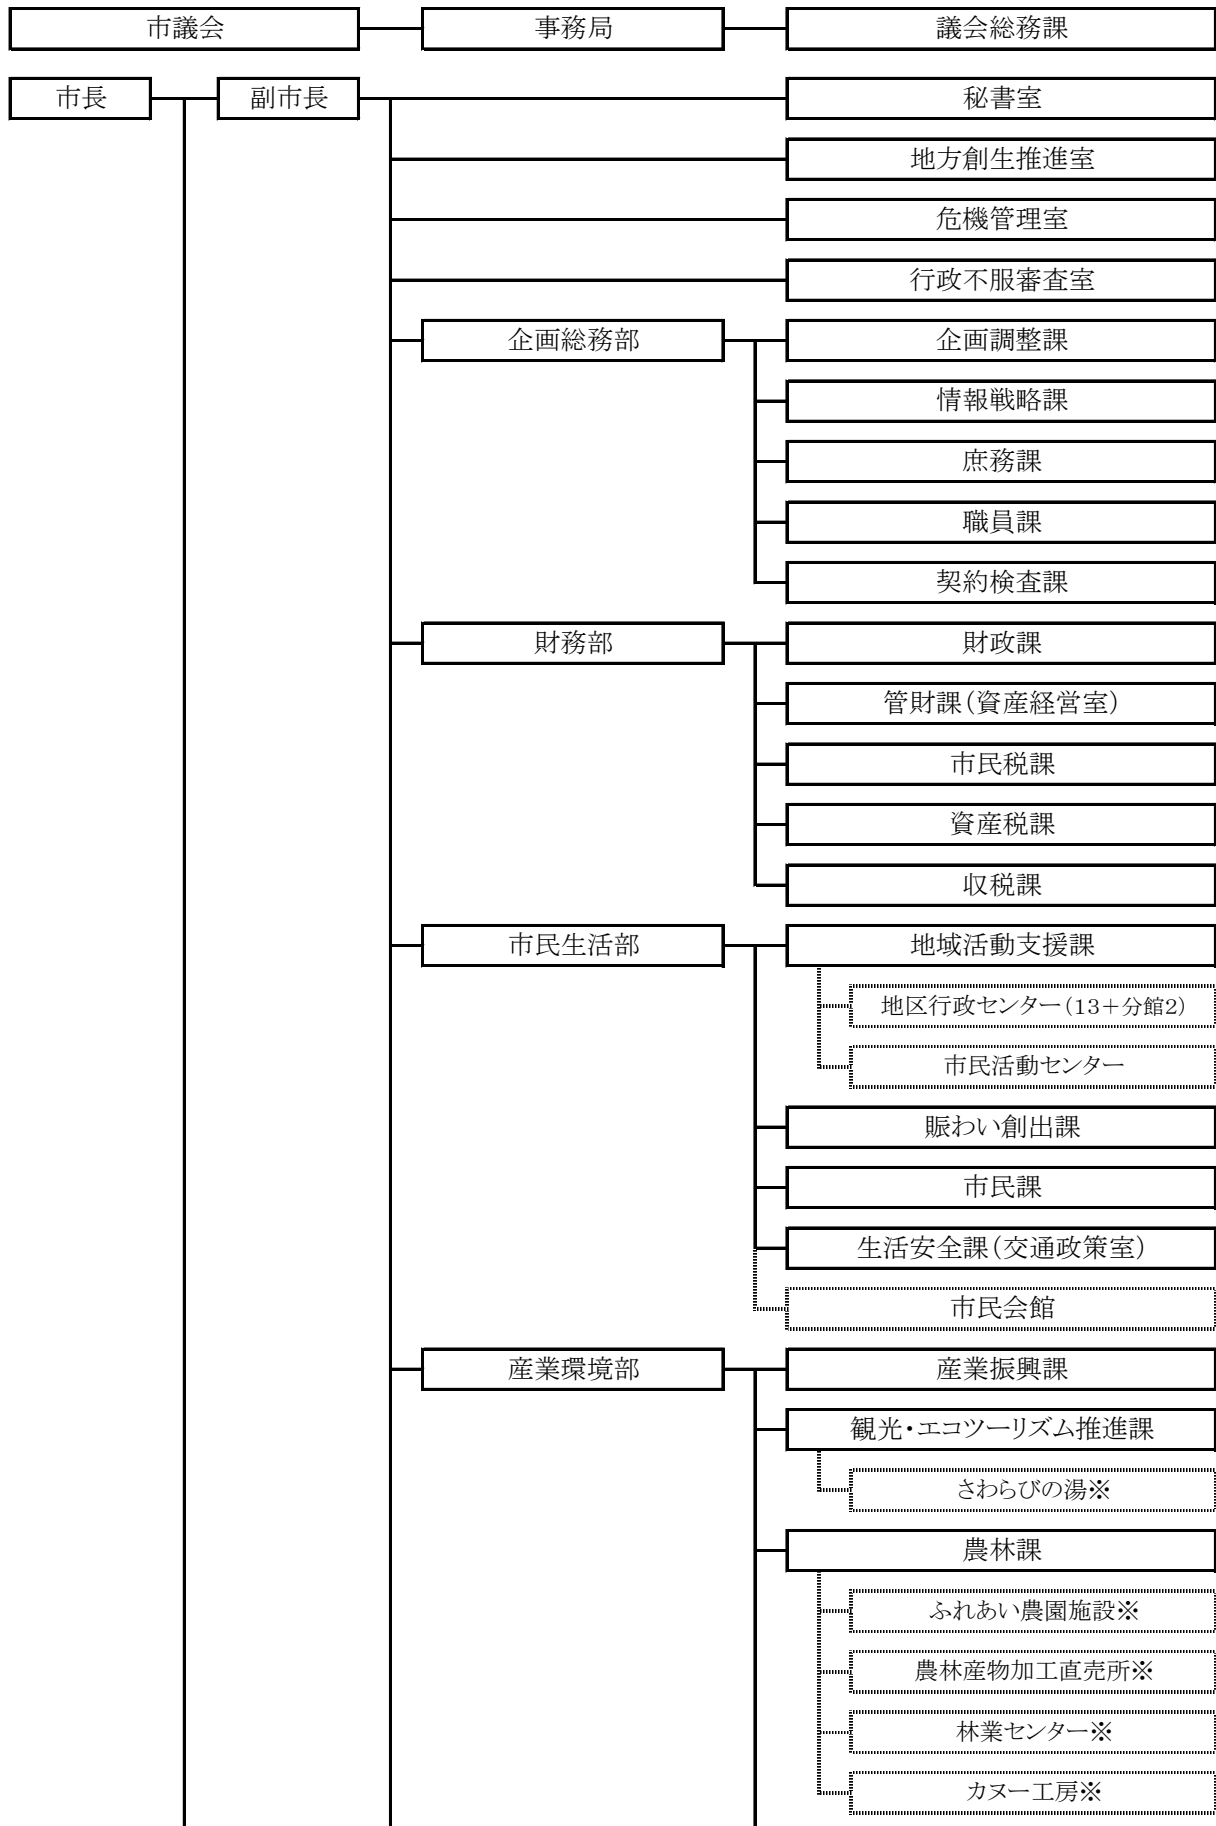 市議会 事務局 議会総務課
市長 副市長 秘書室
地方創生推進室
危機管理室
行政不服審査室
企画総務部 企画調整課
情報戦略課
庶務課
職員課
契約検査課
財務部 財政課
管財課（資産経営室）
市民税課
資産税課
収税課
市民生活部 地域活動支援課
地区行政センター（13＋分館2）
市民活動センター
賑わい創出課
市民課
生活安全課（交通政策室）
市民会館
産業環境部 産業振興課
観光・エコツーリズム推進課
さわらびの湯※
農林課
ふれあい農園施設※
農林産物加工直売所※
林業センター※
カヌー工房※